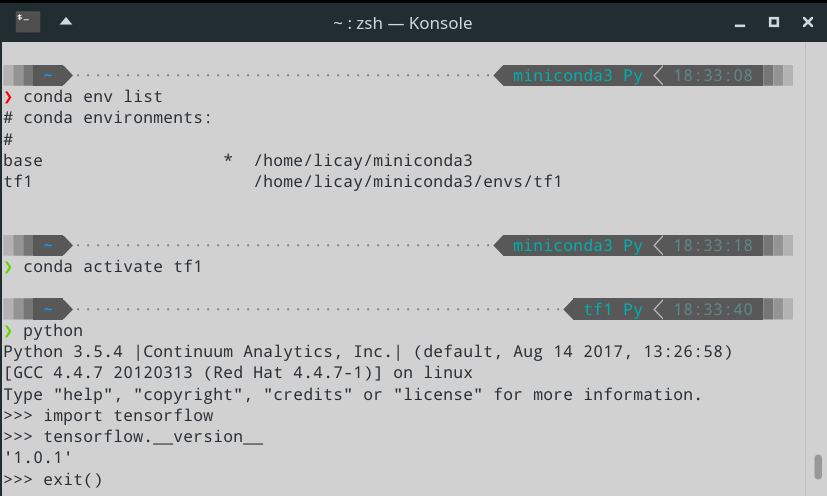 ~ : zsh — Konsole
~ miniconda3 Py 18:33:08
❯ conda env list
# conda environments:
#
base                  *  /home/licay/miniconda3
tf1                      /home/licay/miniconda3/envs/tf1
~ miniconda3 Py 18:33:18
❯ conda activate tf1
~ tf1 Py 18:33:40
❯ python
Python 3.5.4 |Continuum Analytics, Inc.| (default, Aug 14 2017, 13:26:58)
[GCC 4.4.7 20120313 (Red Hat 4.4.7-1)] on linux
Type "help", "copyright", "credits" or "license" for more information.
>>> import tensorflow
>>> tensorflow.__version__
'1.0.1'
>>> exit()